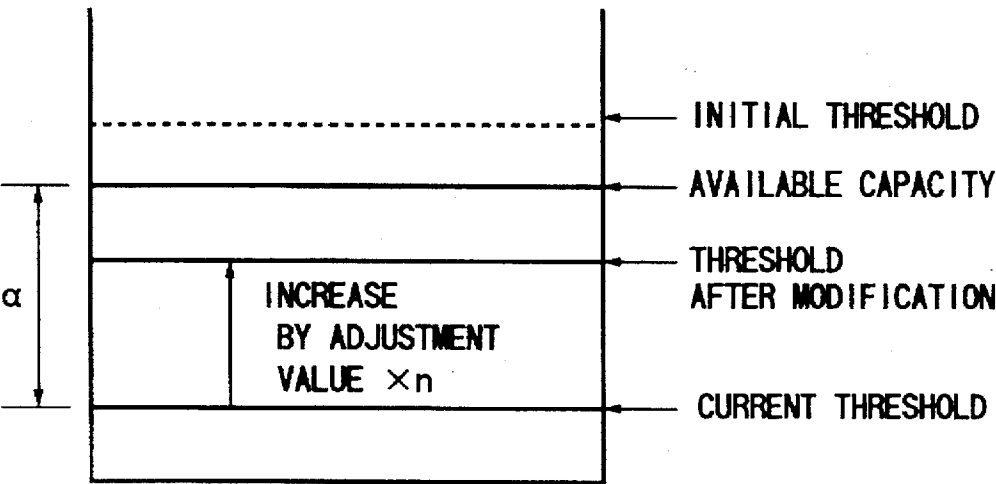 INITIAL THRESHOLD
AVAILABLE CAPACITY
THRESHOLD
AFTER MODIFICATION
α
INCREASE
BY ADJUSTMENT
VALUE ×n
CURRENT THRESHOLD